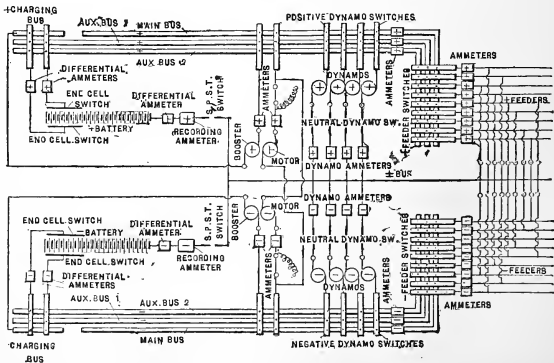 +CHARGING
BUS
AUX. BUS 1
MAIN BUS
POSITIVE DYNAMO SWITCHES
AUX. BUS 2
AMMETERS
DIFFERENTIAL
AMMETERS
END CELL
SWITCH
DIFFERENTIAL
AMMETER
S.P.S.T.
SWITCH
AMMETERS
DYNAMOS
FEEDER SWITCHES
+FEEDERS
+BATTERY
RECORDING
AMMETER
END CELL SWITCH
BOOSTER
MOTOR
NEUTRAL DYNAMO SW.
DYNAMO AMMETERS
AMMETERS
± BUS
END CELL SWITCH
-BATTERY
DIFFERENTIAL
AMMETER
S.P.S.T.
SWITCH
BOOSTER
MOTOR
DYNAMO AMMETERS
NEUTRAL DYNAMO SW.
RECORDING
AMMETER
END CELL SWITCH
DIFFERENTIAL
AMMETERS
AMMETERS
DYNAMOS
-FEEDER SWITCHES
-FEEDERS
AUX. BUS 1
AUX. BUS 2
AMMETERS
MAIN BUS
NEGATIVE DYNAMO SWITCHES
CHARGING
BUS